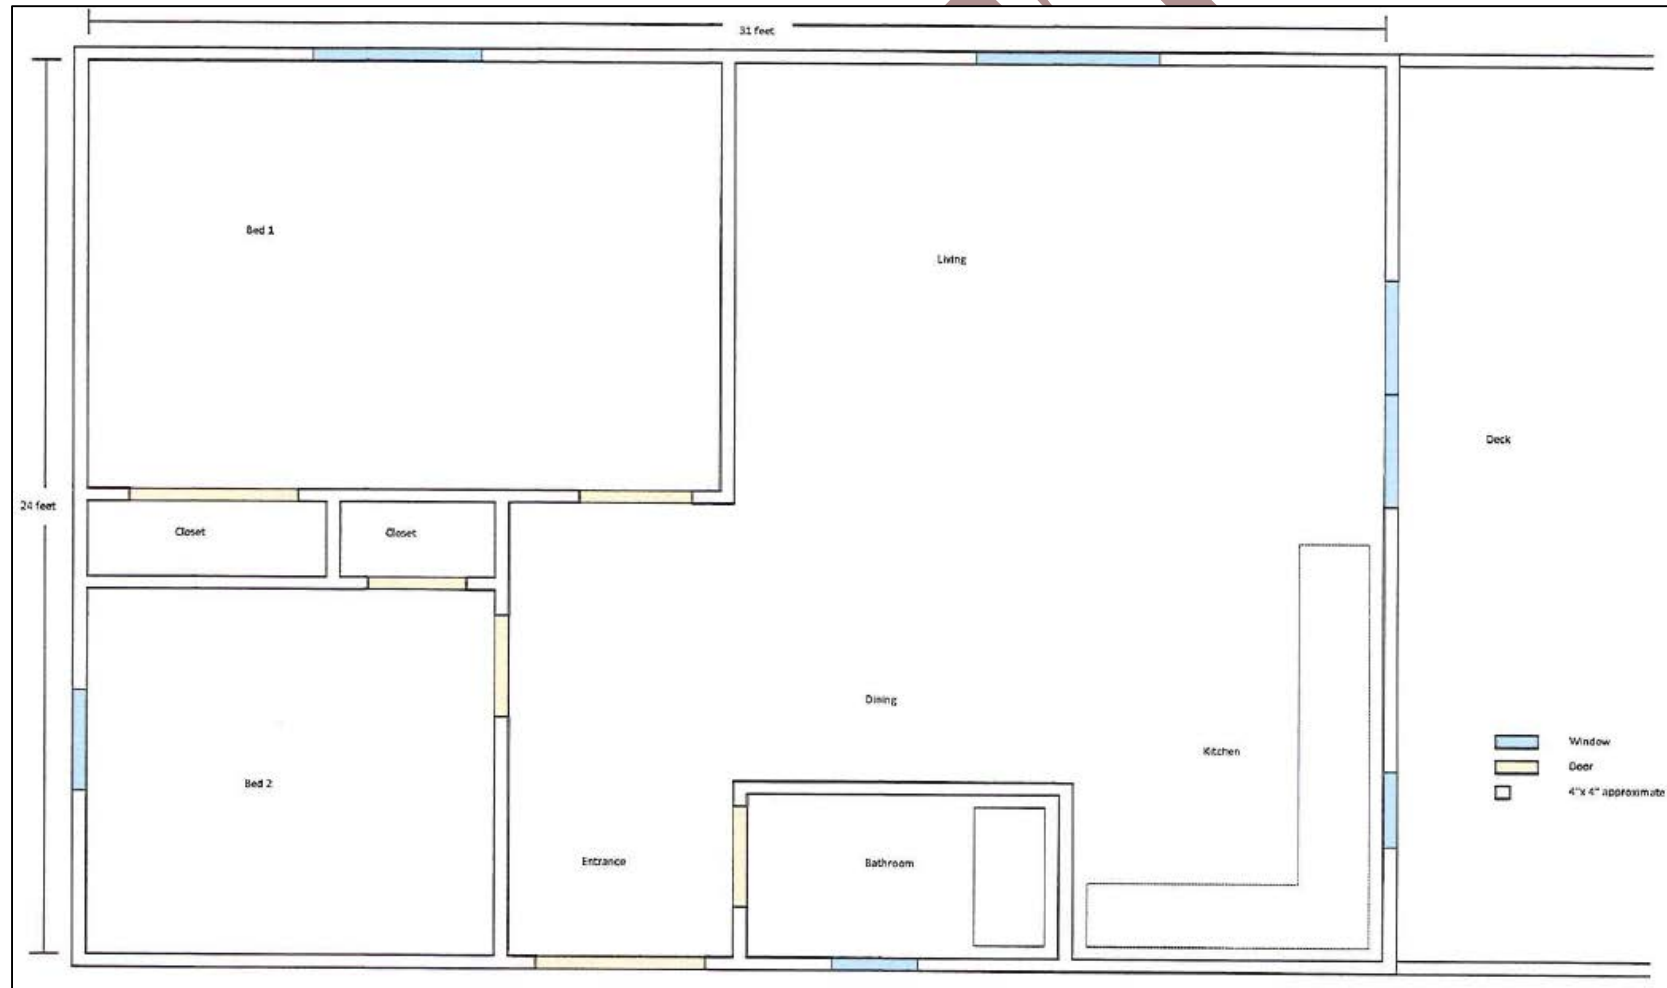 31 feet
Bed 1
Living
Deck
24 feet
Closet
Closet
Dining
Window
Kitchen
Door
Bed 2
4"x 4" approximate
Entrance
Bathroom